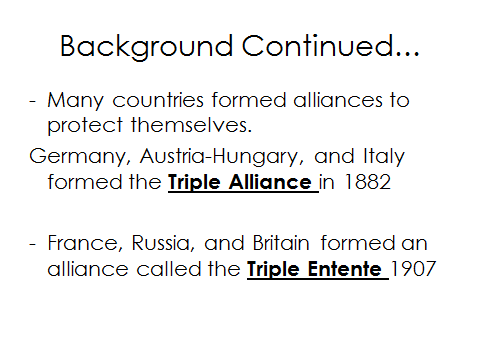 Background Continued...
- Many countries formed alliances to
protect themselves.
Germany, Austria-Hungary, and Italy
formed the Triple Alliance in 1882
- France, Russia, and Britain formed an
alliance called the Triple Entente 1907